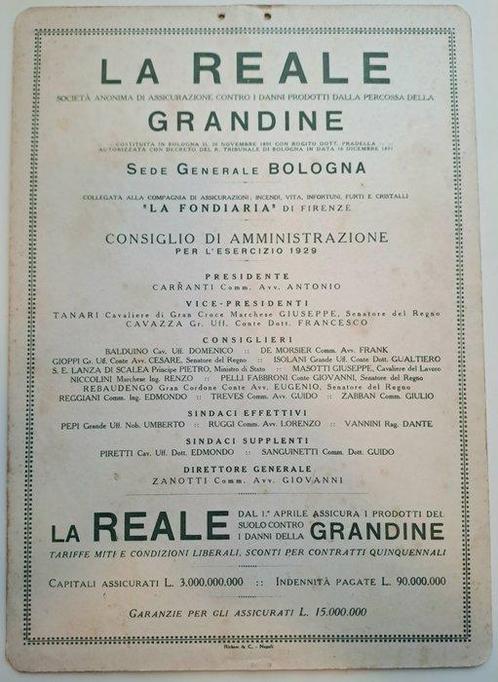 LA REALE
SOCIETÀ ANONIMA DI ASSICURAZIONE CONTRO I DANNI PRODOTTI DALLA PERCOSSA DELLA
GRANDINE
COSTITUITA IN BOLOGNA IL 26 NOVEMBRE 1891 CON ROGITO DOTT. PRADELLA
AUTORIZZATA CON DECRETO DEL R. TRIBUNALE DI BOLOGNA IN DATA 16 DICEMBRE 1891
SEDE GENERALE BOLOGNA
COLLEGATA ALLA COMPAGNIA DI ASSICURAZIONI, INCENDI, VITA, INFORTUNI, FURTI E CRISTALLI
"LA FONDIARIA" DI FIRENZE
CONSIGLIO DI AMMINISTRAZIONE
PER L'ESERCIZIO 1929
PRESIDENTE
CARRANTI Comm. Avv. ANTONIO
VICE-PRESIDENTI
TANARI Cavaliere di Gran Croce Marchese GIUSEPPE, Senatore del Regno
CAVAZZA Gr. Uff. Conte Dott. FRANCESCO
CONSIGLIERI
BALDUINO Cav. Uff. DOMENICO :: DE MORSIER Comm. Avv. FRANK
GIOPPI Gr. Uff. Conte Avv. CESARE, Senatore del Regno :: ISOLANI Grande Uff. Conte Dott. GUALTIERO
S. E. LANZA DI SCALEA Principe PIETRO, Ministro di Stato :: MASOTTI GIUSEPPE, Cavaliere del Lavoro
NICCOLINI Marchese Ing. RENZO :: PELLI FABBRONI Conte GIOVANNI, Senatore del Regno
REBAUDENGO Gran Cordone Conte Avv. EUGENIO, Senatore del Regno
REGGIANI Comm. Ing. EDMONDO :: TREVES Comm. Avv. GUIDO :: ZABBAN Comm. GIULIO
SINDACI EFFETTIVI
PEPI Grande Uff. Nob. UMBERTO :: RUGGI Comm. Avv. LORENZO :: VANNINI Rag. DANTE
SINDACI SUPPLENTI
PIRETTI Cav. Uff. Dott. EDMONDO :: SANGUINETTI Comm. Dott. GUIDO
DIRETTORE GENERALE
ZANOTTI Comm. Avv. GIOVANNI
LA REALE DAL 1.° APRILE ASSICURA I PRODOTTI DEL SUOLO CONTRO I DANNI DELLA GRANDINE
TARIFFE MITI E CONDIZIONI LIBERALI, SCONTI PER CONTRATTI QUINQUENNALI
CAPITALI ASSICURATI L. 3.000.000.000 :: INDENNITÀ PAGATE L. 90.000.000
GARANZIE PER GLI ASSICURATI L. 15.000.000
& C. - Napoli